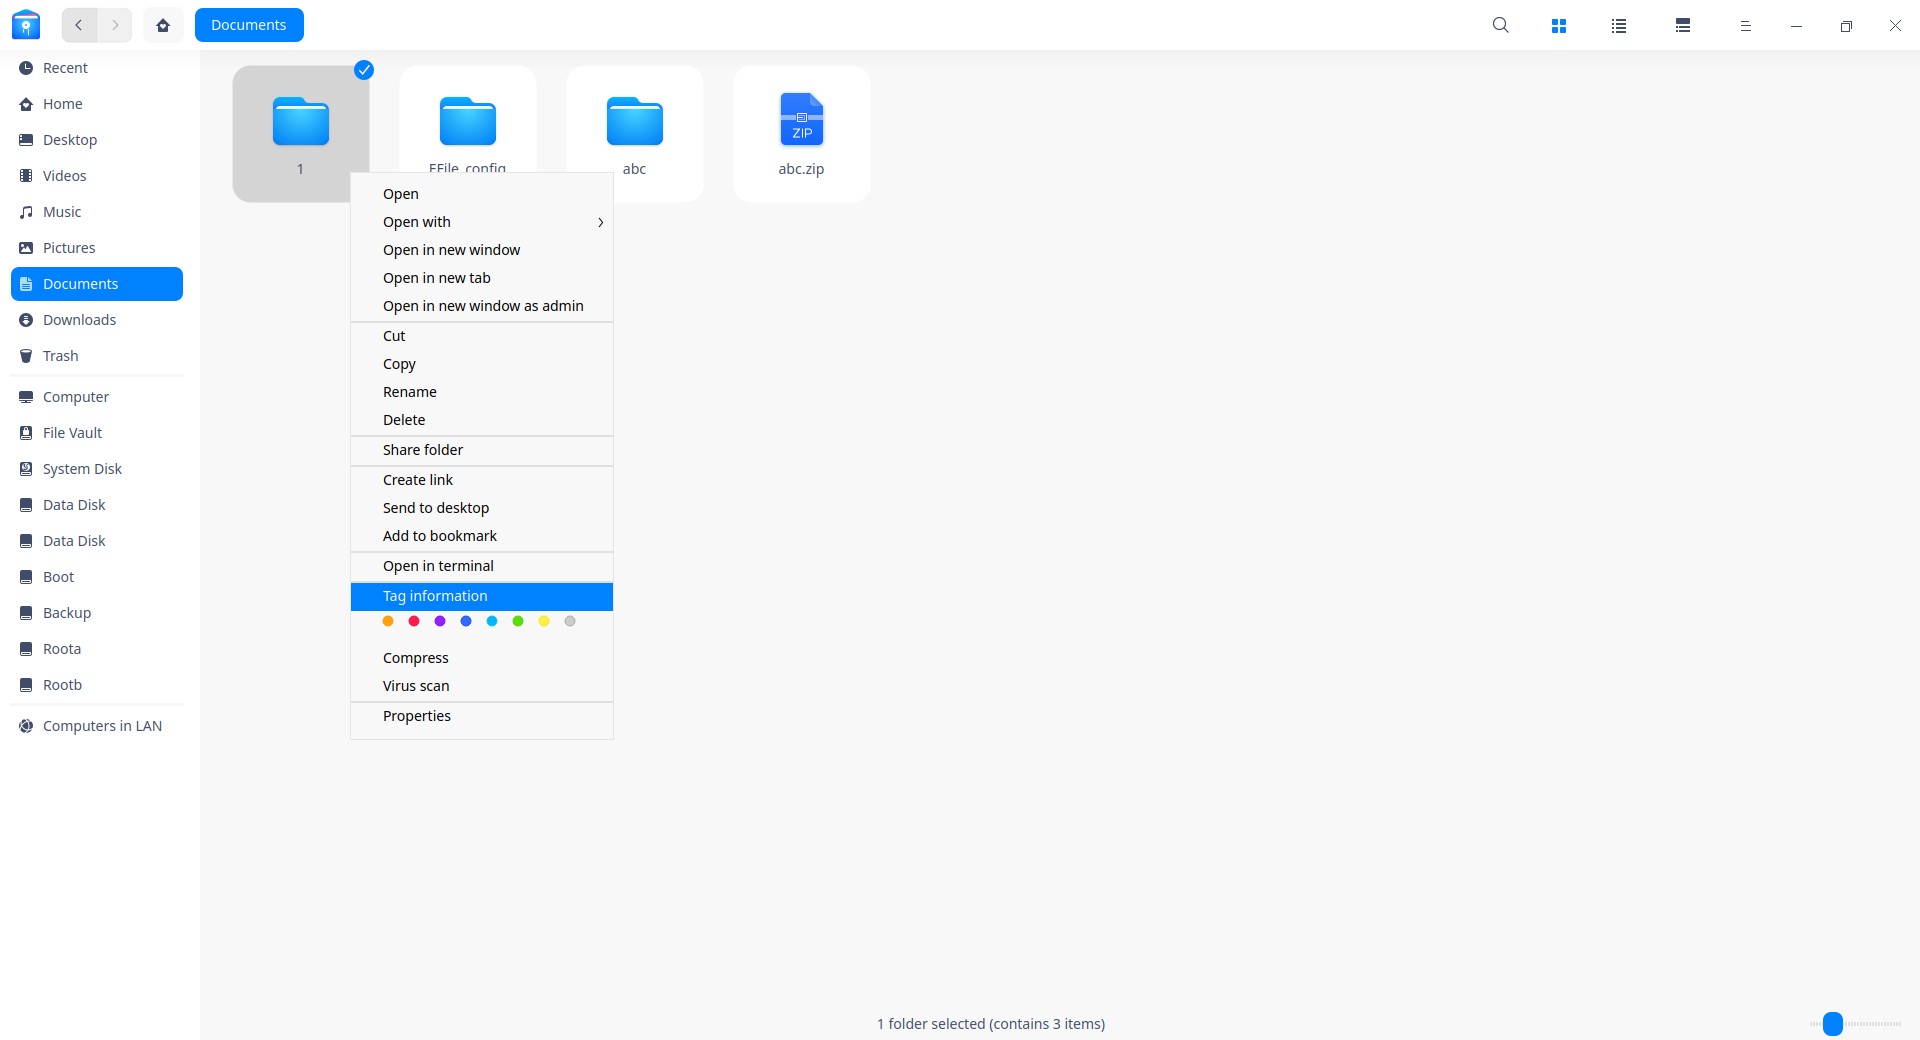 Documents
Recent
Home
Desktop
Videos
Music
Pictures
Documents
Downloads
Trash
Computer
File Vault
System Disk
Data Disk
Data Disk
Boot
Backup
Roota
Rootb
Computers in LAN
1
EFile_config
abc
ZIP
abc.zip
Open
Open with
Open in new window
Open in new tab
Open in new window as admin
Cut
Copy
Rename
Delete
Share folder
Create link
Send to desktop
Add to bookmark
Open in terminal
Tag information
Compress
Virus scan
Properties
1 folder selected (contains 3 items)